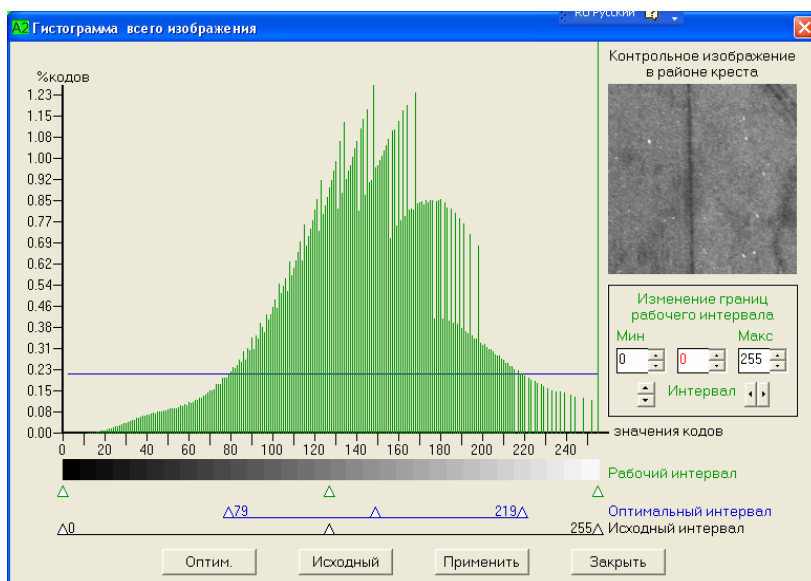 RU Русский
A2 Гистограмма всего изображения
%кодов
1.23
1.15
1.08
1.00
0.92
0.85
0.77
0.69
0.62
0.54
0.46
0.38
0.31
0.23
0.15
0.08
0.00
0 20 40 60 80 100 120 140 160 180 200 220 240
значения кодов
Контрольное изображение
в районе креста
Изменение границ
рабочего интервала
Мин Макс
0 0 255
Интервал
Рабочий интервал
79 219 Оптимальный интервал
0 255 Исходный интервал
Оптим. Исходный Применить Закрыть